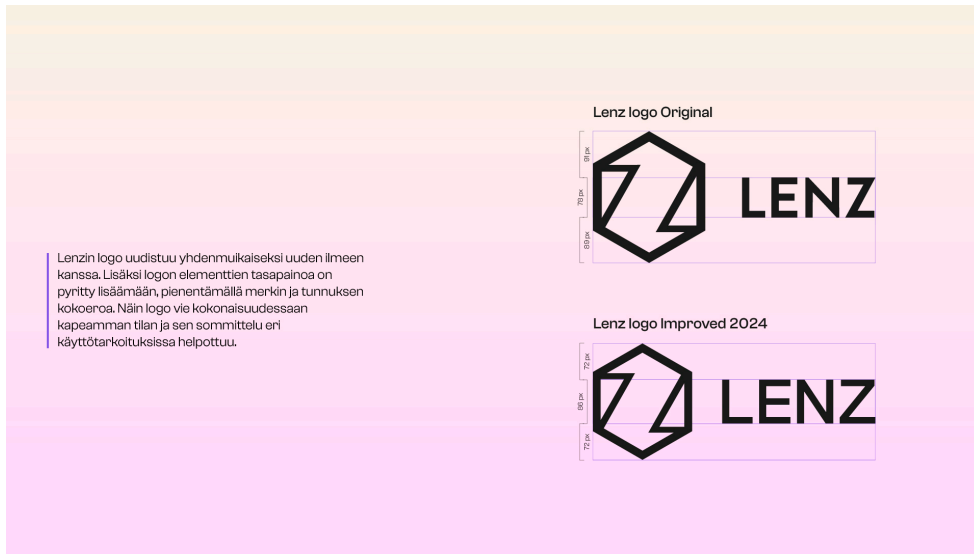 Lenz logo Original
91 px
78 px
89 px
LENZ
Lenzin logo uudistuu yhdenmuikaiseksi uuden ilmeen
kanssa. Lisäksi logon elementtien tasapainoa on
pyritty lisäämään, pienentämällä merkin ja tunnuksen
kokoeroa. Näin logo vie kokonaisuudessaan
kapeamman tilan ja sen sommittelu eri
käyttötarkoituksissa helpottuu.
Lenz logo Improved 2024
72 px
86 px
72 px
LENZ